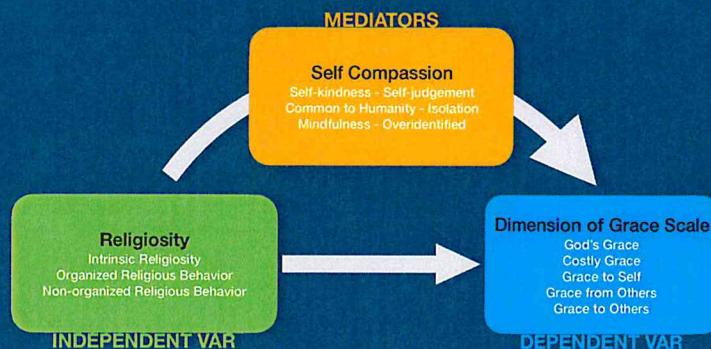 MEDIATORS
Self Compassion
Self-kindness - Self-judgement
Common to Humanity - Isolation
Mindfulness - Overidentified
Religiosity
Intrinsic Religiosity
Organized Religious Behavior
Non-organized Religious Behavior
INDEPENDENT VAR
Dimension of Grace Scale
God's Grace
Costly Grace
Grace to Self
Grace from Others
Grace to Others
DEPENDENT VAR